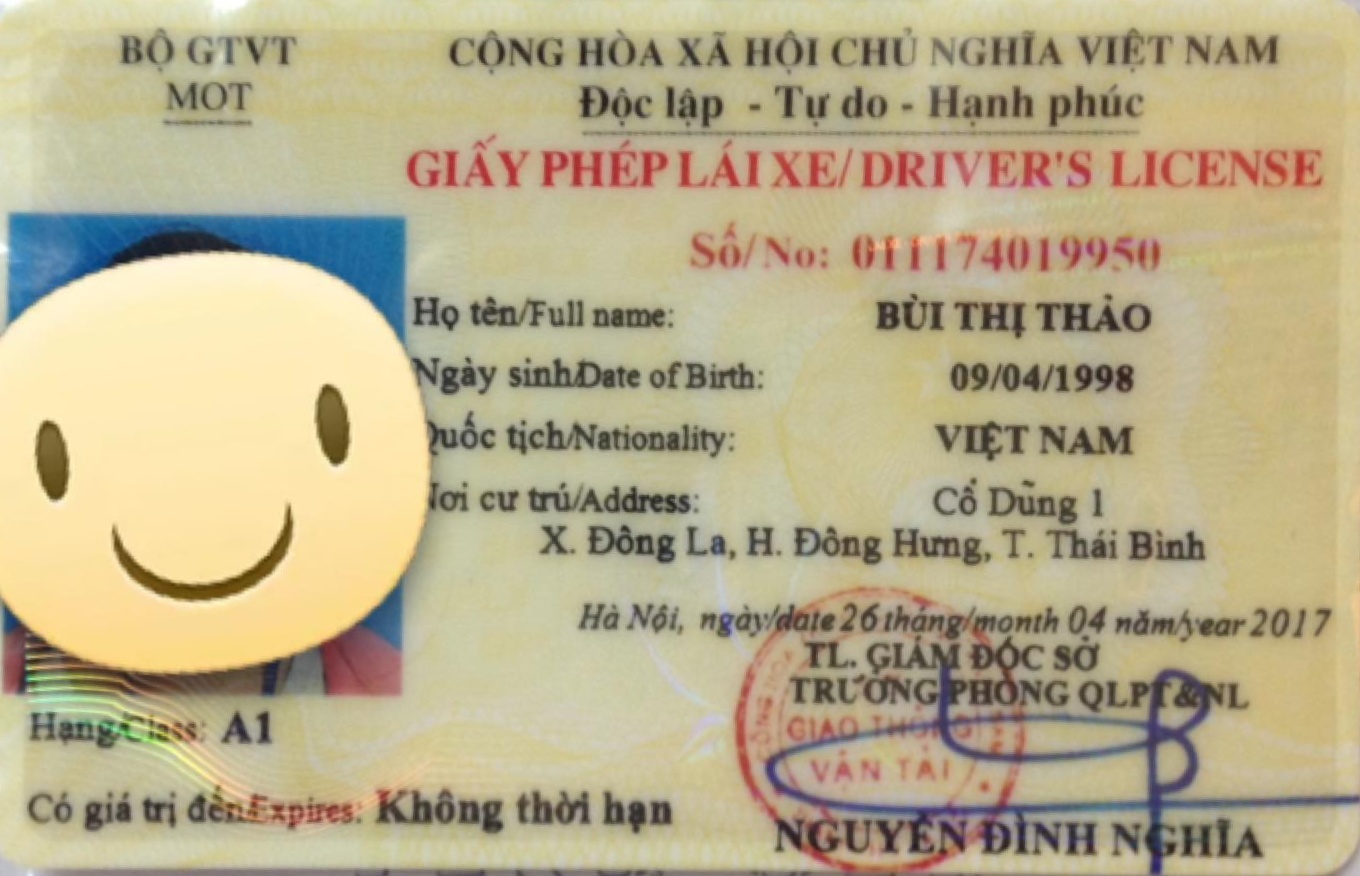 BỘ GTVT
MOT
CỘNG HÒA XÃ HỘI CHỦ NGHĨA VIỆT NAM
Độc lập - Tự do - Hạnh phúc
GIẤY PHÉP LÁI XE/ DRIVER'S LICENSE
Số/ No: 011174019950
Họ tên/Full name: BÙI THỊ THẢO
Ngày sinh/Date of Birth: 09/04/1998
Quốc tịch/Nationality: VIỆT NAM
Nơi cư trú/Address: Cổ Dũng 1
X. Đông La, H. Đông Hưng, T. Thái Bình
Hà Nội, ngày/date 26 tháng/month 04 năm/year 2017
TL. GIÁM ĐỐC SỞ
TRƯỞNG PHÒNG QLPT&NL
GIAO THÔNG
VẬN TẢI
NGUYỄN ĐÌNH NGHĨA
Hạng/Class: A1
Có giá trị đến/Expires: Không thời hạn